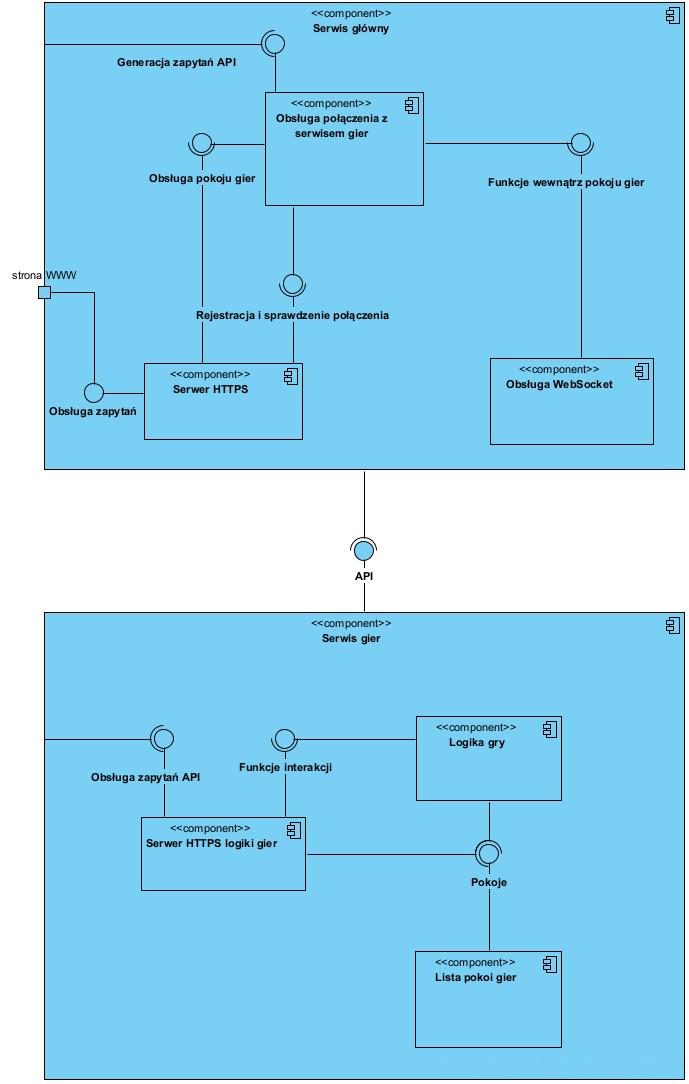 <<component>>
Serwis główny
Generacja zapytań API
<<component>>
Obsługa połączenia z
serwisem gier
Obsługa pokoju gier
Funkcje wewnątrz pokoju gier
strona WWW
Rejestracja i sprawdzenie połączenia
<<component>>
Serwer HTTPS
<<component>>
Obsługa WebSocket
Obsługa zapytań
API
<<component>>
Serwis gier
<<component>>
Logika gry
Funkcje interakcji
Obsługa zapytań API
<<component>>
Serwer HTTPS logiki gier
Pokoje
<<component>>
Lista pokoi gier